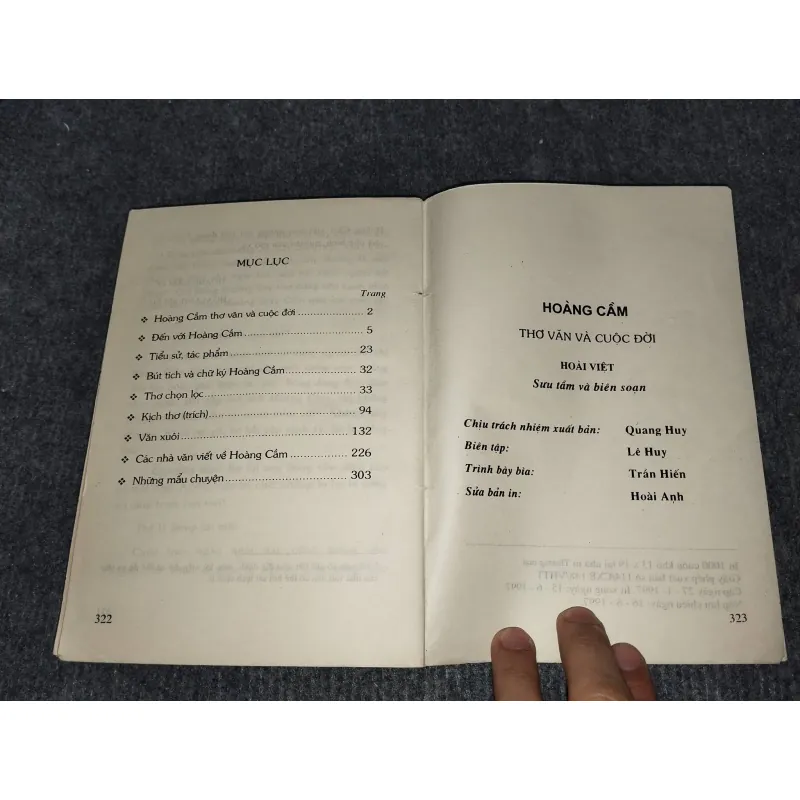 MỤC LỤC
Trang
❖ Hoàng Cầm thơ văn và cuộc đời ................... 2
❖ Đến với Hoàng Cầm ................................. 5
❖ Tiểu sử, tác phẩm ................................. 23
❖ Bút tích và chữ ký Hoàng Cầm .................. 32
❖ Thơ chọn lọc ...................................... 33
❖ Kịch thơ (trích) .................................. 94
❖ Văn xuôi ........................................ 132
❖ Các nhà văn viết về Hoàng Cầm ............... 226
❖ Những mẩu chuyện ............................ 303
322
HOÀNG CẦM
THƠ VĂN VÀ CUỘC ĐỜI
HOÀI VIỆT
Sưu tầm và biên soạn
Chịu trách nhiệm xuất bản: Quang Huy
Biên tập: Lê Huy
Trình bày bìa: Trần Hiến
Sửa bản in: Hoài Anh
323